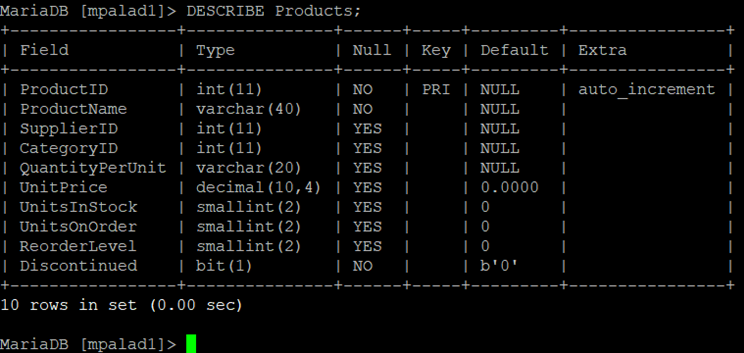 MariaDB [mpalad1]> DESCRIBE Products;
+-----------------+---------------+------+-----+---------+----------------+
| Field           | Type          | Null | Key | Default | Extra          |
+-----------------+---------------+------+-----+---------+----------------+
| ProductID       | int(11)       | NO   | PRI | NULL    | auto_increment |
| ProductName     | varchar(40)   | NO   |     | NULL    |                |
| SupplierID      | int(11)       | YES  |     | NULL    |                |
| CategoryID      | int(11)       | YES  |     | NULL    |                |
| QuantityPerUnit | varchar(20)   | YES  |     | NULL    |                |
| UnitPrice       | decimal(10,4) | YES  |     | 0.0000  |                |
| UnitsInStock    | smallint(2)   | YES  |     | 0       |                |
| UnitsOnOrder    | smallint(2)   | YES  |     | 0       |                |
| ReorderLevel    | smallint(2)   | YES  |     | 0       |                |
| Discontinued    | bit(1)        | NO   |     | b'0'    |                |
+-----------------+---------------+------+-----+---------+----------------+
10 rows in set (0.00 sec)
MariaDB [mpalad1]>